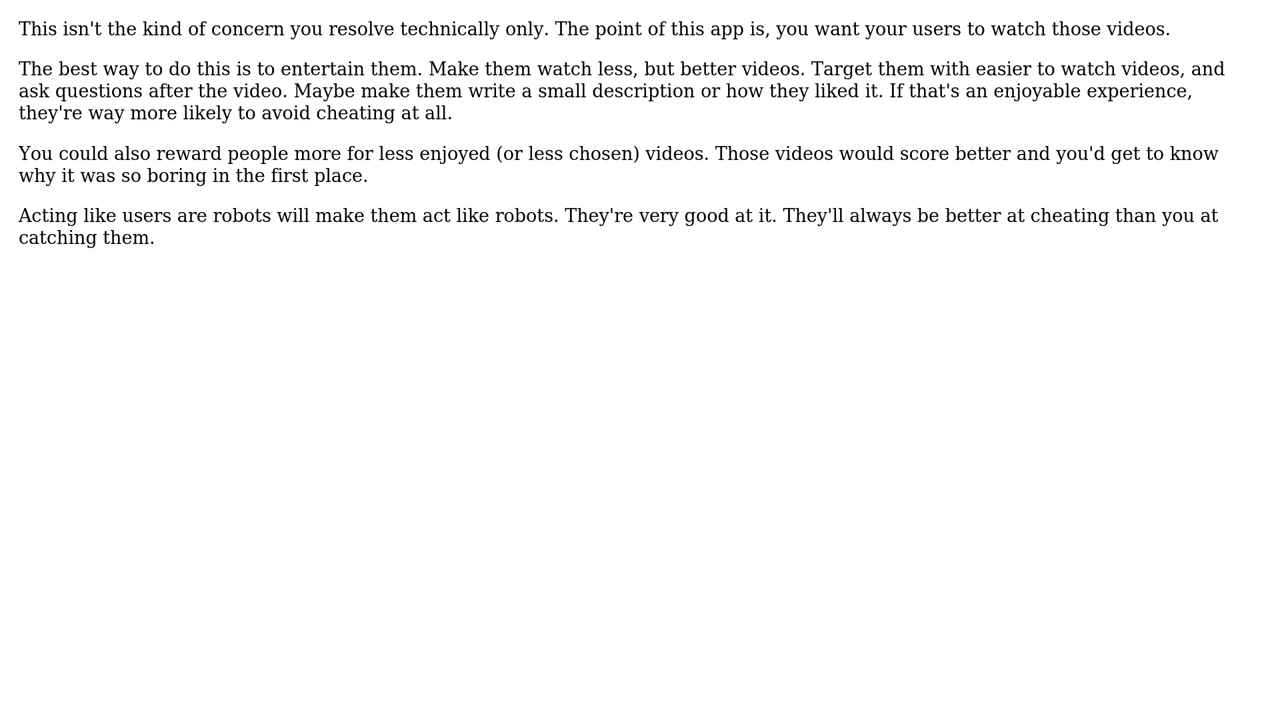 This isn't the kind of concern you resolve technically only. The point of this app is, you want your users to watch those videos.
The best way to do this is to entertain them. Make them watch less, but better videos. Target them with easier to watch videos, and
ask questions after the video. Maybe make them write a small description or how they liked it. If that's an enjoyable experience,
they're way more likely to avoid cheating at all.
You could also reward people more for less enjoyed (or less chosen) videos. Those videos would score better and you'd get to know
why it was so boring in the first place.
Acting like users are robots will make them act like robots. They're very good at it. They'll always be better at cheating than you at
catching them.